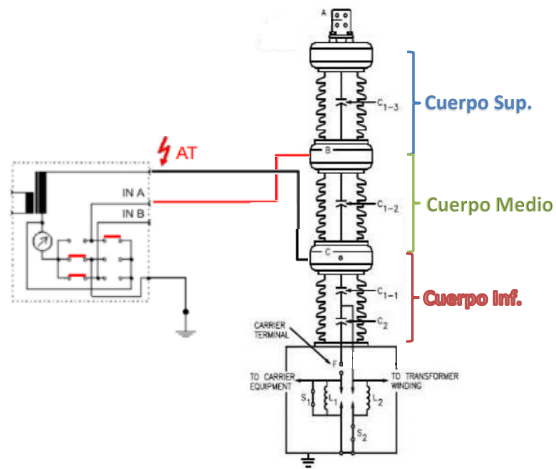 A
C1-3
Cuerpo Sup.
B
AT
IN A
IN B
C1-2
Cuerpo Medio
C
C1-1
Cuerpo Inf.
C2
CARRIER
TERMINAL
F
TO CARRIER
EQUIPMENT
TO TRANSFORMER
WINDING
S1
L1
L2
S2